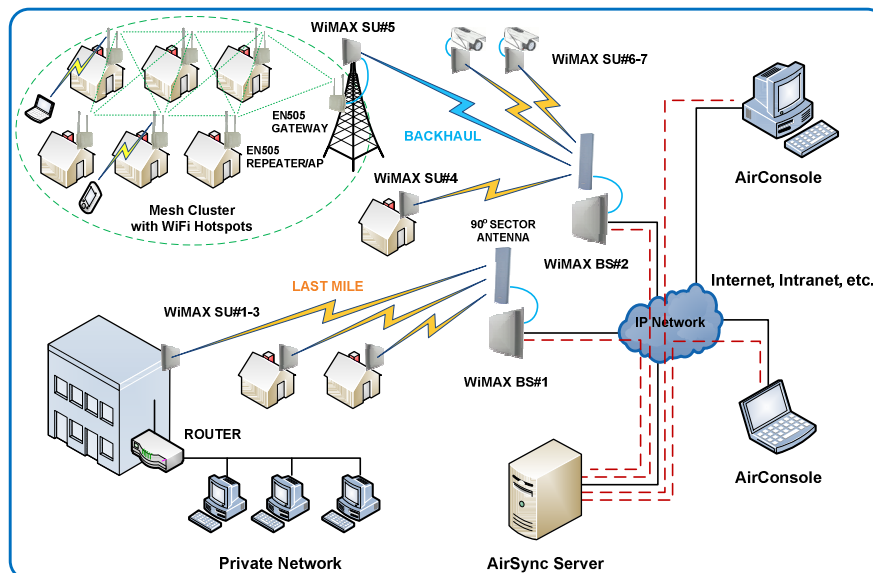 WiMAX SU#5
WiMAX SU#6-7
EN505
GATEWAY
BACKHAUL
EN505
REPEATER/AP
Mesh Cluster
with WiFi Hotspots
WiMAX SU#4
AirConsole
90° SECTOR
ANTENNA
WiMAX BS#2
Internet, Intranet, etc.
LAST MILE
WiMAX SU#1-3
IP Network
WiMAX BS#1
ROUTER
AirConsole
Private Network
AirSync Server